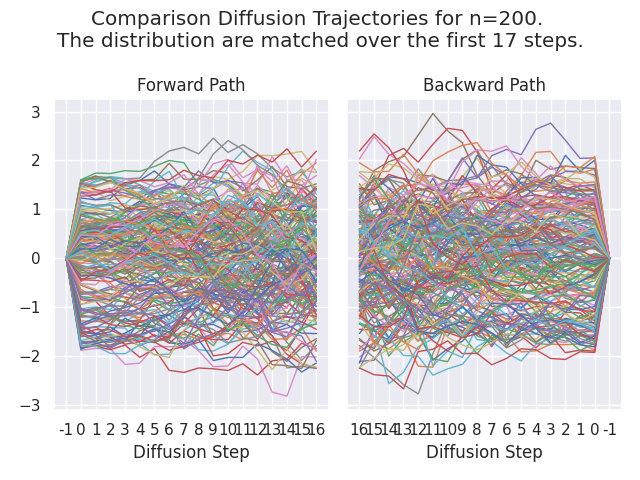 Comparison Diffusion Trajectories for n=200.
The distribution are matched over the first 17 steps.
Forward Path
Backward Path
3
2
1
0
−1
−2
−3
-1 0 1 2 3 4 5 6 7 8 9 10 11 12 13 14 15 16
16 15 14 13 12 11 10 9 8 7 6 5 4 3 2 1 0 -1
Diffusion Step
Diffusion Step